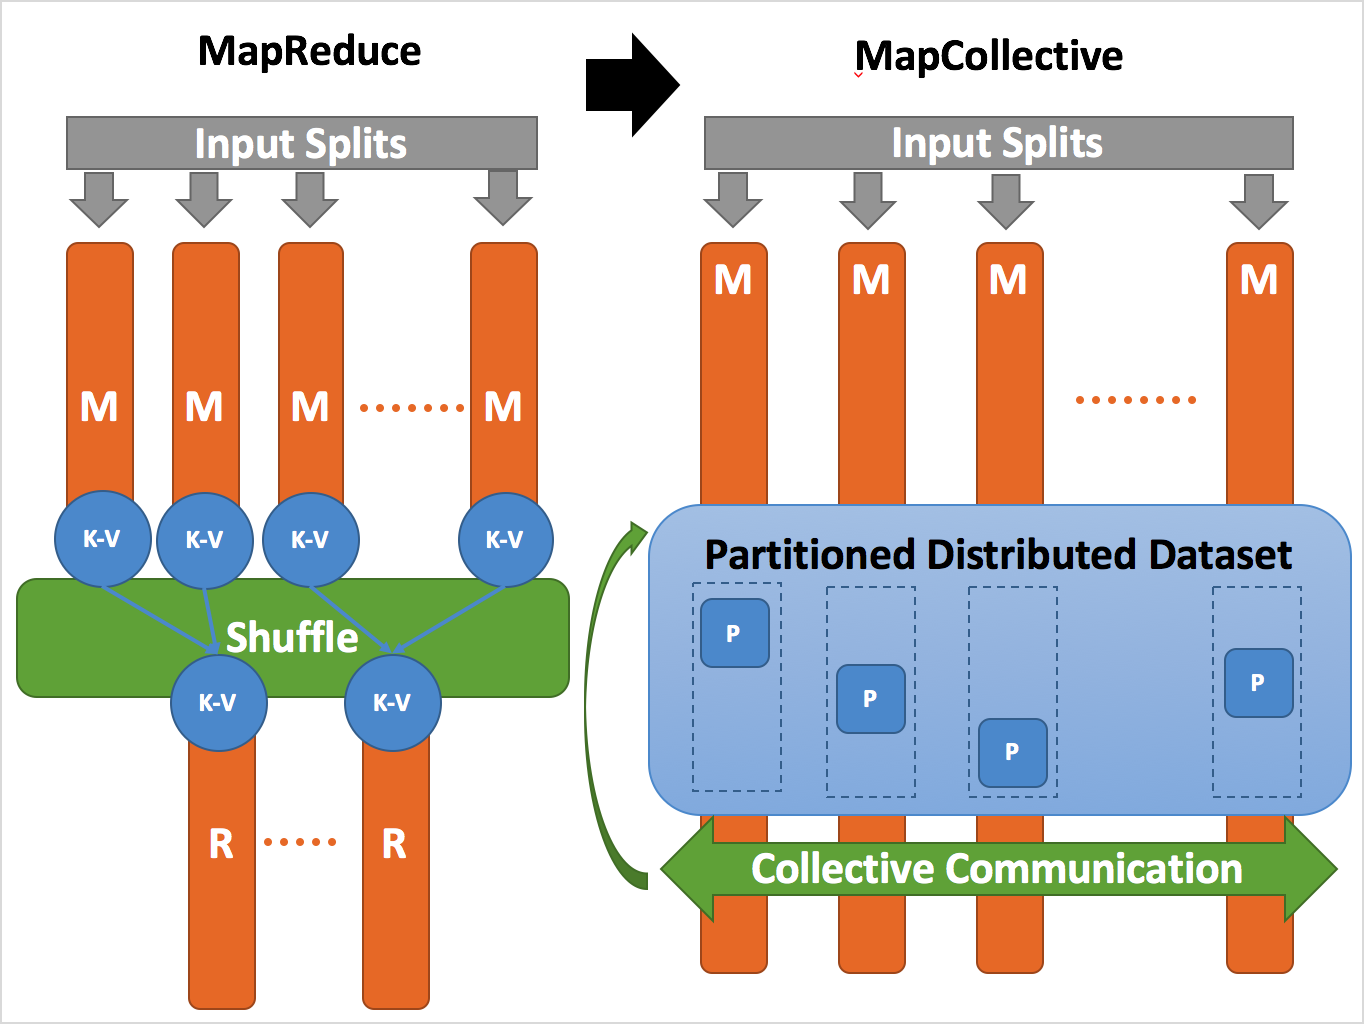 MapReduce
MapCollective
Input Splits
Input Splits
M
M
M
M
M
M
M
M
K-V
K-V
K-V
K-V
Shuffle
K-V
K-V
R
R
Partitioned Distributed Dataset
P
P
P
P
Collective Communication